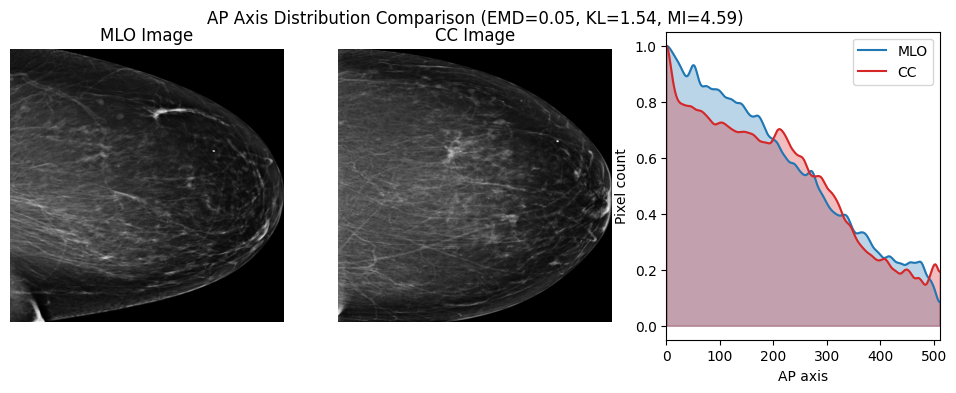 AP Axis Distribution Comparison (EMD=0.05, KL=1.54, MI=4.59)
MLO Image
CC Image
MLO
CC
Pixel count
1.0
0.8
0.6
0.4
0.2
0.0
0 100 200 300 400 500
AP axis